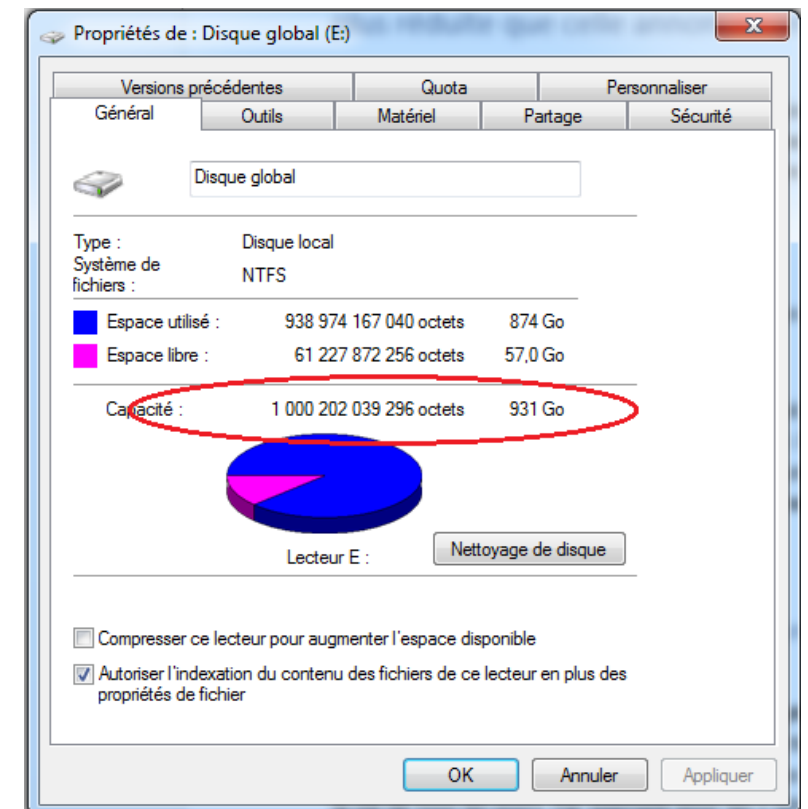 Propriétés de : Disque global (E:)
Versions précédentes Quota Personnaliser
Général Outils Matériel Partage Sécurité
Disque global
Type : Disque local
Système de
fichiers : NTFS
Espace utilisé : 938 974 167 040 octets 874 Go
Espace libre : 61 227 872 256 octets 57,0 Go
Capacité : 1 000 202 039 296 octets 931 Go
Lecteur E : Nettoyage de disque
Compresser ce lecteur pour augmenter l'espace disponible
Autoriser l'indexation du contenu des fichiers de ce lecteur en plus des
propriétés de fichier
OK Annuler Appliquer